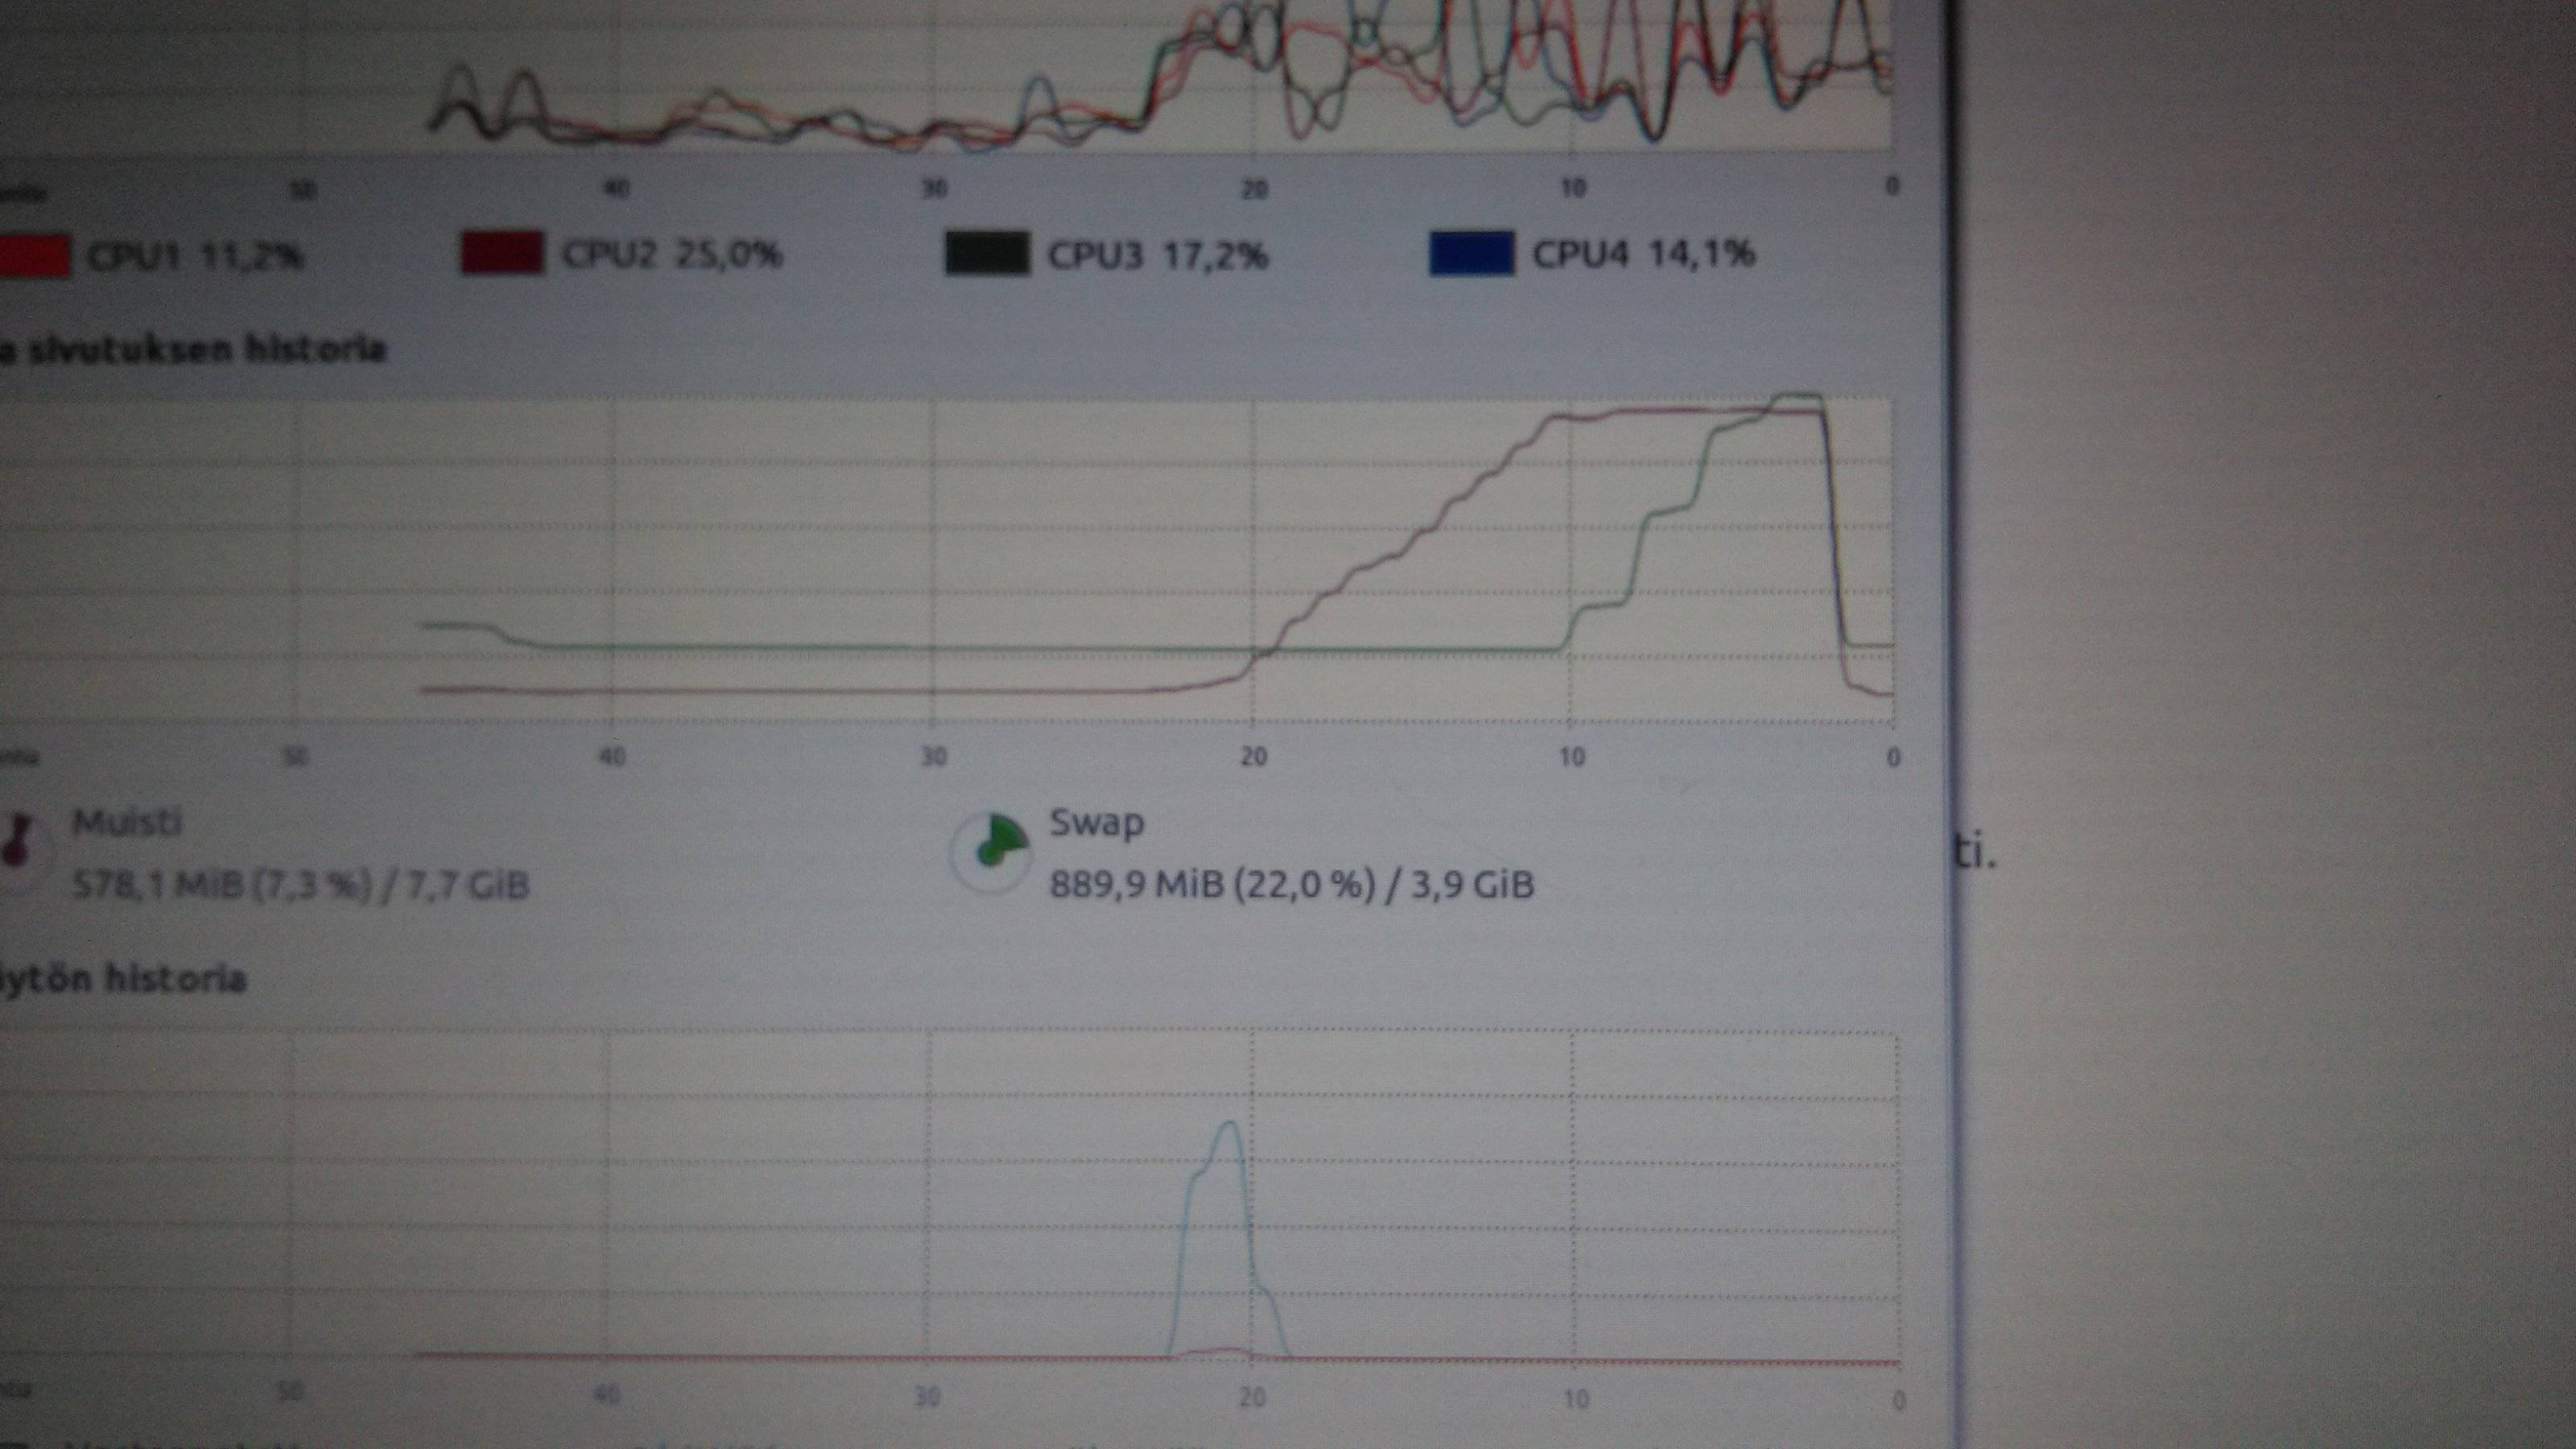 50 40 30 20 10 0
CPU1 11,2% CPU2 25,0% CPU3 17,2% CPU4 14,1%
a sivutuksen historia
50 40 30 20 10 0
Muisti Swap
578,1 MiB (7,3 %) / 7,7 GiB 889,9 MiB (22,0 %) / 3,9 GiB
ti.
äytön historia
50 40 30 20 10 0